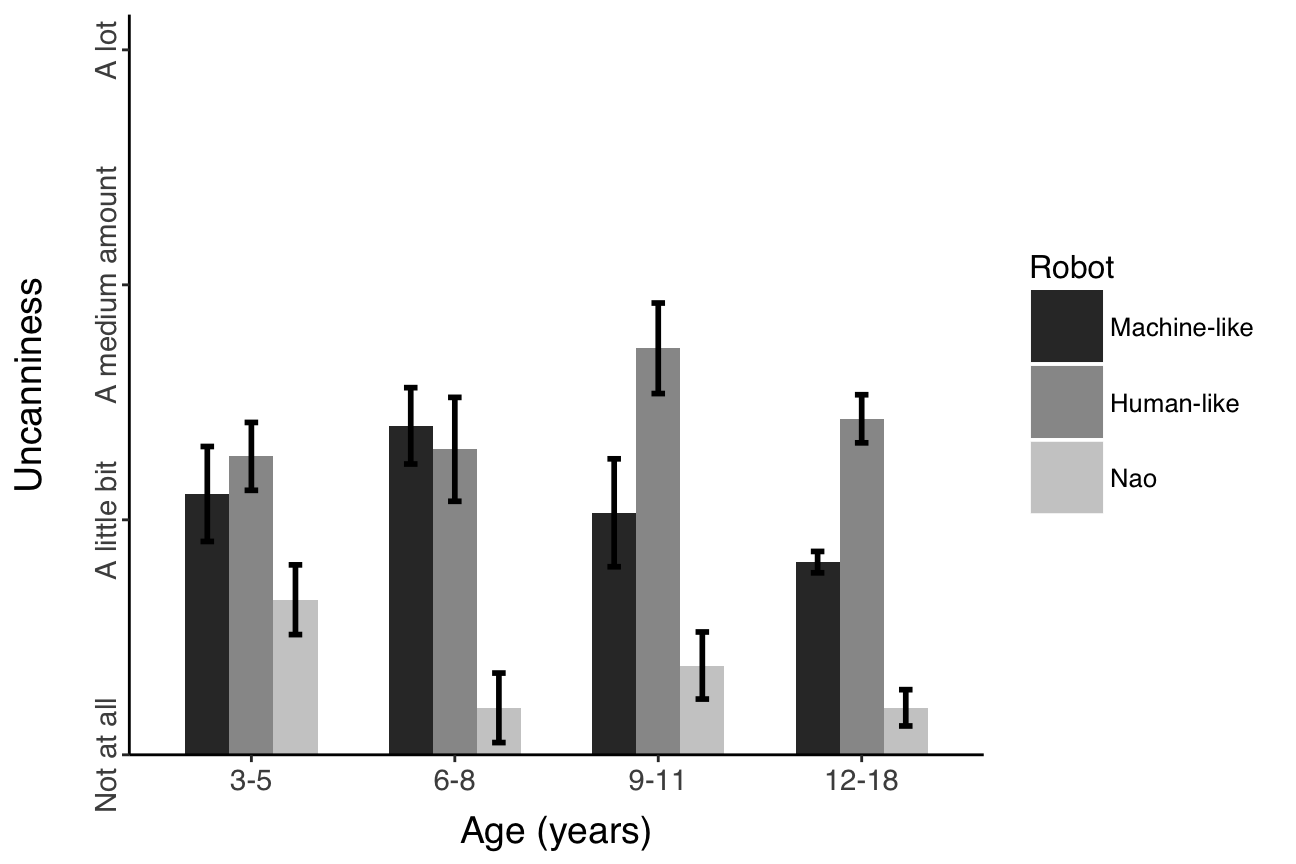 Uncanniness
A lot
A medium amount
A little bit
Not at all
3-5
6-8
9-11
12-18
Age (years)
Robot
Machine-like
Human-like
Nao